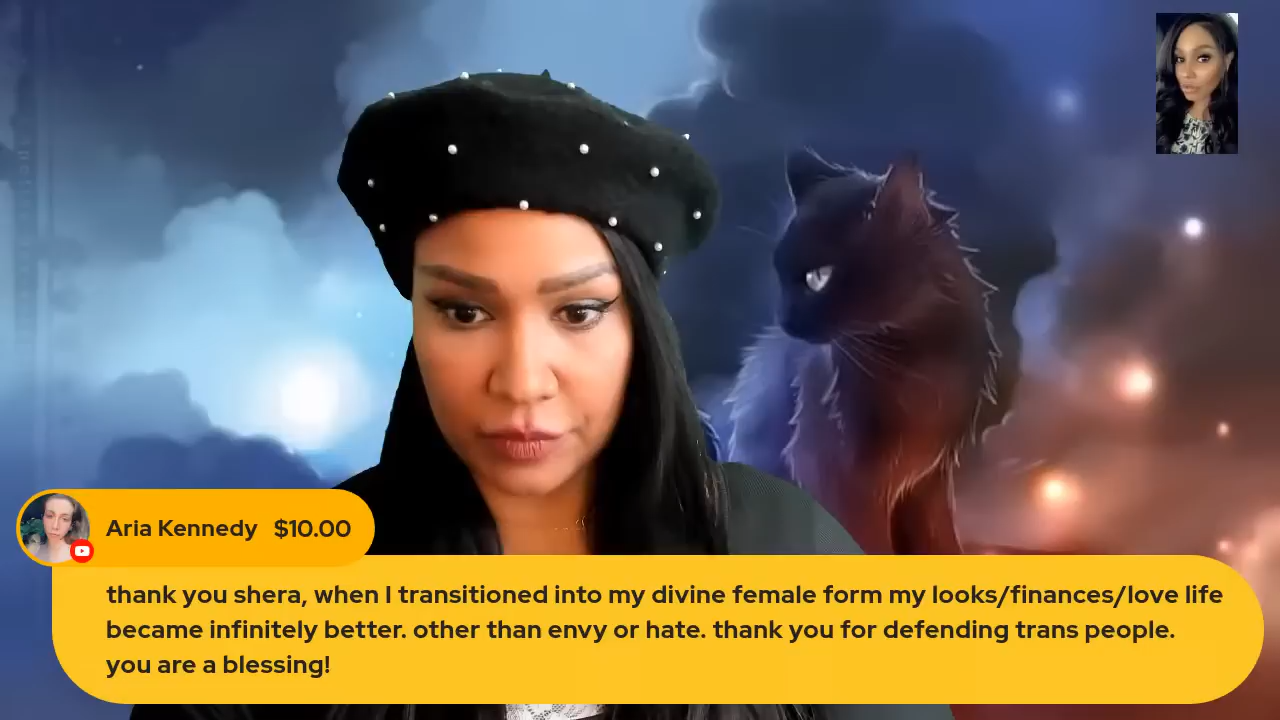 Aria Kennedy $10.00
thank you shera, when I transitioned into my divine female form my looks/finances/love life
became infinitely better. other than envy or hate. thank you for defending trans people.
you are a blessing!